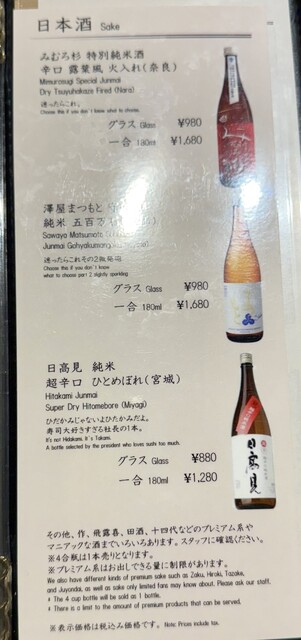 日本酒 Sake
みむろ杉 特別純米酒
辛口 露葉風 火入れ(奈良)
Mimurosugi Special Junmai
Dry Tsuyuhakaze Fired (Nara)
迷ったらこれ。
Choose this if you don't know what to choose.
グラス Glass ¥980
一合 180ml ¥1,680
澤屋まつもと
純米 五百万
Sawaya Matsumoto
Junmai Gohyakumangoku
迷ったらこれその2
Choose this if you don't know
what to choose part 2 slightly sparkling
グラス Glass ¥980
一合 180ml ¥1,680
日高見 純米
超辛口 ひとめぼれ(宮城)
Hitakami Junmai
Super Dry Hitomebore (Miyagi)
ひだかみじゃないよひたかみだよ。
寿司大好きすぎる社長の1本。
It's not Hidakami. It's Takami.
A bottle selected by the president who loves sushi too much.
グラス Glass ¥880
一合 180ml ¥1,280
日高見
その他、作、飛露喜、田酒、十四代などのプレミアム系や
マニアックな酒までいろいろあります。スタッフに確認ください。
※4合瓶は1本売りとなります。
※プレミアム系はお出しできる量に制限があります。
We also have different kinds of premium sake such as Zaku, Hiroki, Tazake,
and Juyondai, as well as sake only limited fans may know about. Please ask our staff.
* The 4 cup bottle will be sold as 1 bottle.
* There is a limit to the amount of premium products that can be served.
※表示価格は税込み価格です。 Note: Prices include tax.